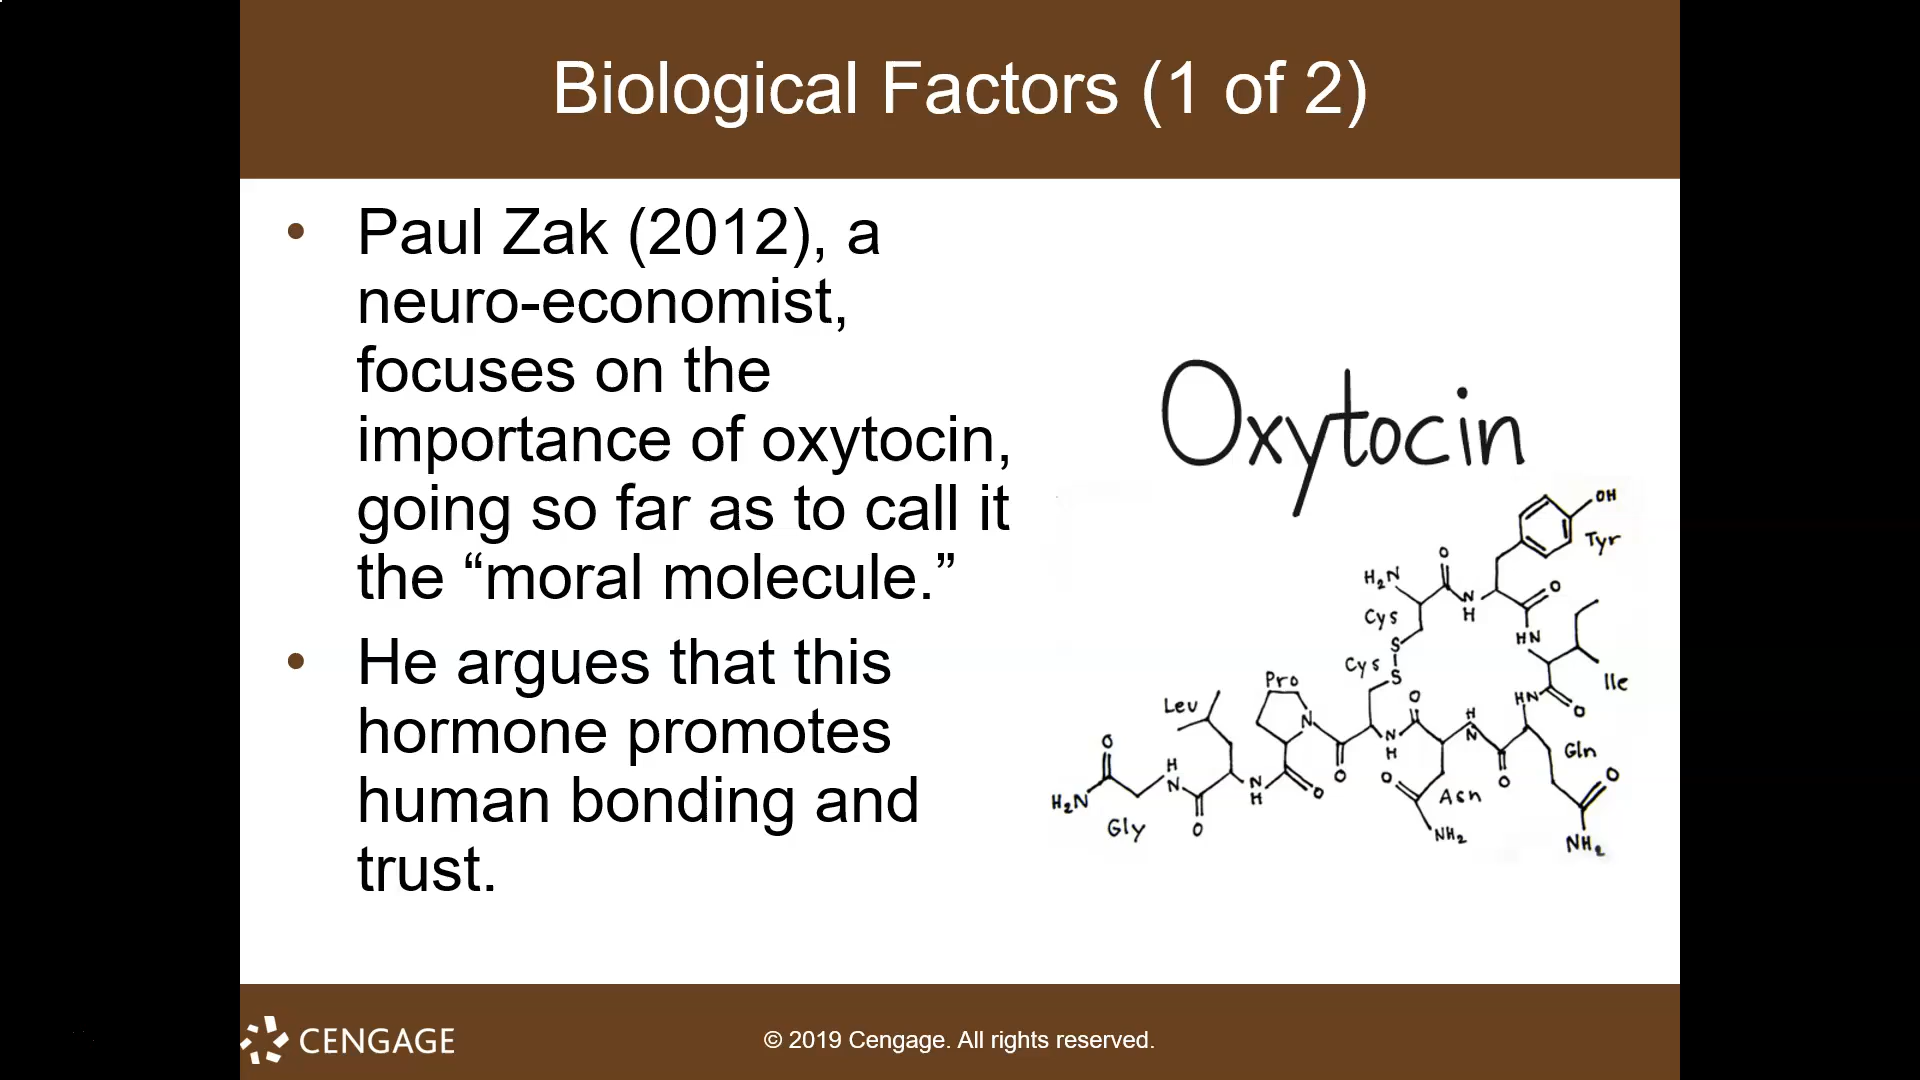 Biological Factors (1 of 2)
• Paul Zak (2012), a
neuro-economist,
focuses on the
importance of oxytocin,
going so far as to call it
the “moral molecule.”
• He argues that this
hormone promotes
human bonding and
trust.
Oxytocin
OH
Tyr
O
H₂N
N
H
O
Cys
HN
S
Cys
S
Ile
Pro
O
HN
O
Leu
N
H
N
N
H
Gln
O
H
N
O
O
O
O
Asn
H₂N
N
H
O
Gly
O
NH₂
NH₂
CENGAGE
© 2019 Cengage. All rights reserved.